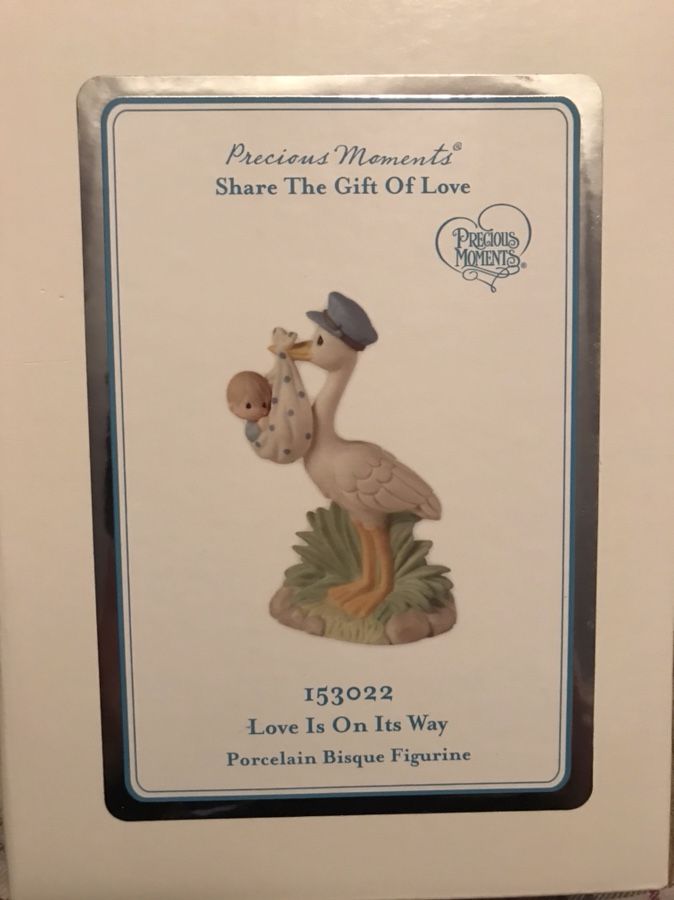 Precious Moments®
Share The Gift Of Love
PRECIOUS
MOMENTS®
153022
Love Is On Its Way
Porcelain Bisque Figurine